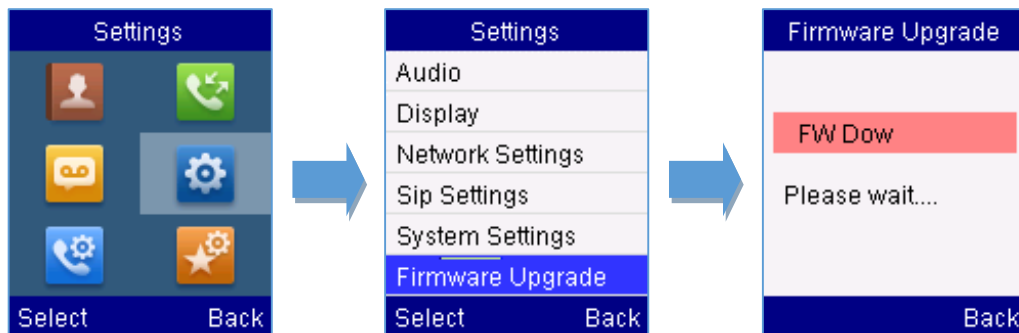 Settings
Select Back
Settings
Audio
Display
Network Settings
Sip Settings
System Settings
Firmware Upgrade
Select Back
Firmware Upgrade
FW Dow
Please wait....
Back